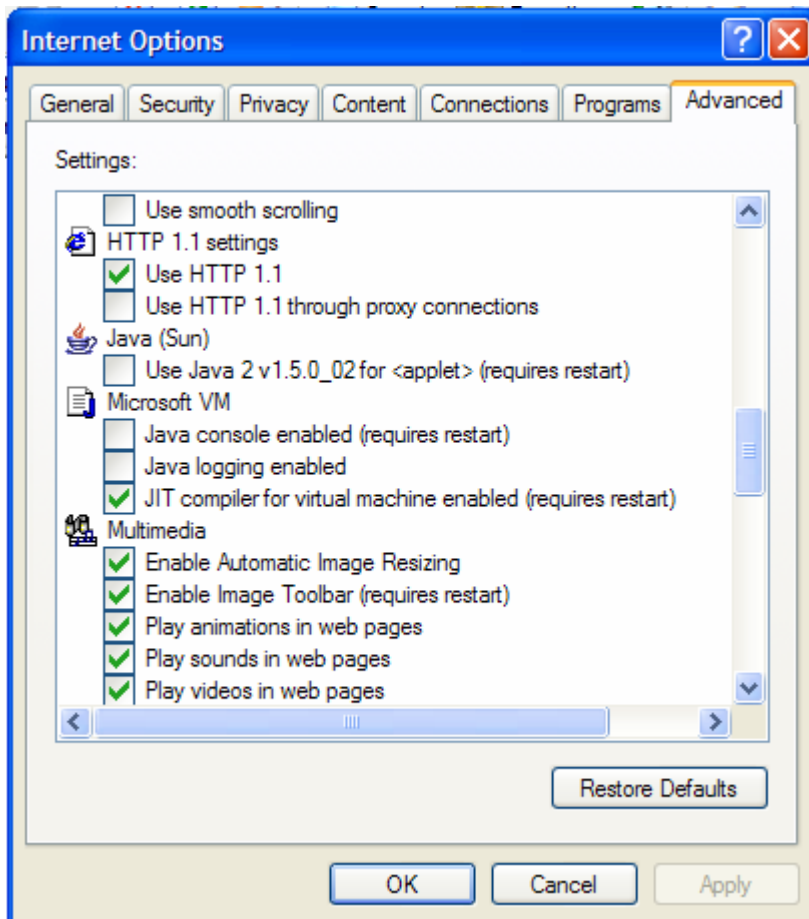 Internet Options
General Security Privacy Content Connections Programs Advanced
Settings:
Use smooth scrolling
HTTP 1.1 settings
Use HTTP 1.1
Use HTTP 1.1 through proxy connections
Java (Sun)
Use Java 2 v1.5.0_02 for <applet> (requires restart)
Microsoft VM
Java console enabled (requires restart)
Java logging enabled
JIT compiler for virtual machine enabled (requires restart)
Multimedia
Enable Automatic Image Resizing
Enable Image Toolbar (requires restart)
Play animations in web pages
Play sounds in web pages
Play videos in web pages
Restore Defaults
OK Cancel Apply